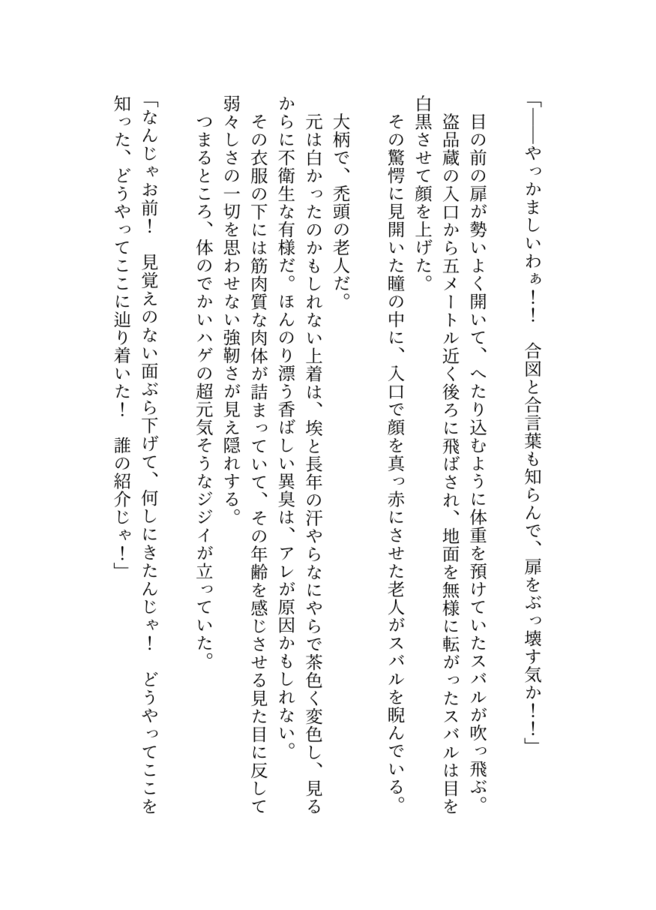 「――やっかましいわぁ！！　合図と合言葉も知らんで、扉をぶっ壊す気か！！」
　目の前の扉が勢いよく開いて、へたり込むように体重を預けていたスバルが吹っ飛ぶ。
　盗品蔵の入口から五メートル近く後ろに飛ばされ、地面を無様に転がったスバルは目を
白黒させて顔を上げた。
　その驚愕に見開いた瞳の中に、入口で顔を真っ赤にさせた老人がスバルを睨んでいる。
　大柄で、禿頭の老人だ。
　元は白かったのかもしれない上着は、埃と長年の汗やらなにやらで茶色く変色し、見る
からに不衛生な有様だ。ほんのり漂う香ばしい異臭は、アレが原因かもしれない。
　その衣服の下には筋肉質な肉体が詰まっていて、その年齢を感じさせる見た目に反して
弱々しさの一切を思わせない強靭さが見え隠れする。
　つまるところ、体のでかいハゲの超元気そうなジジイが立っていた。
「なんじゃお前！　見覚えのない面ぶら下げて、何しにきたんじゃ！　どうやってここを
知った、どうやってここに辿り着いた！　誰の紹介じゃ！」